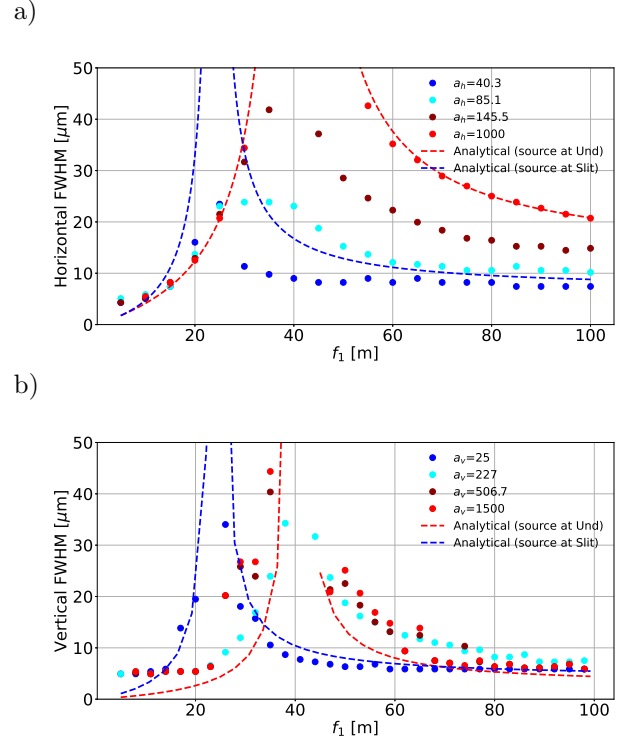 a)
50
40
30
20
10
0
Horizontal FWHM [μm]
a_h=40.3
a_h=85.1
a_h=145.5
a_h=1000
Analytical (source at Und)
Analytical (source at Slit)
20 40 60 80 100
f_1 [m]
b)
50
40
30
20
10
0
Vertical FWHM [μm]
a_v=25
a_v=227
a_v=506.7
a_v=1500
Analytical (source at Und)
Analytical (source at Slit)
20 40 60 80 100
f_1 [m]